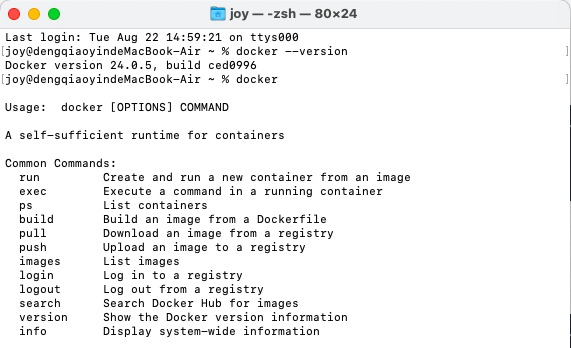 joy — -zsh — 80×24
Last login: Tue Aug 22 14:59:21 on ttys000
[joy@dengqiaoyindeMacBook-Air ~ % docker --version ]
Docker version 24.0.5, build ced0996
[joy@dengqiaoyindeMacBook-Air ~ % docker ]
Usage:  docker [OPTIONS] COMMAND
A self-sufficient runtime for containers
Common Commands:
  run         Create and run a new container from an image
  exec        Execute a command in a running container
  ps          List containers
  build       Build an image from a Dockerfile
  pull        Download an image from a registry
  push        Upload an image to a registry
  images      List images
  login       Log in to a registry
  logout      Log out from a registry
  search      Search Docker Hub for images
  version     Show the Docker version information
  info        Display system-wide information